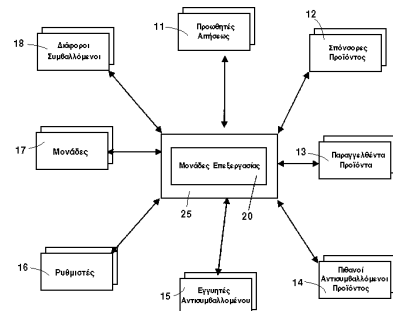 11
Προωθητές
Αιτήσεως
12
Σπόνσορες
Προϊόντος
18
Διάφοροι
Συμβαλλόμενοι
17
Μονάδες
Μονάδες Επεξεργασίας
25
20
13
Παραγγελθέντα
Προϊόντα
16
Ρυθμιστές
15
Εγγυητές
Αντισυμβαλλομένου
Πιθανοί
Αντισυμβαλλόμενοι
Προϊόντος
14